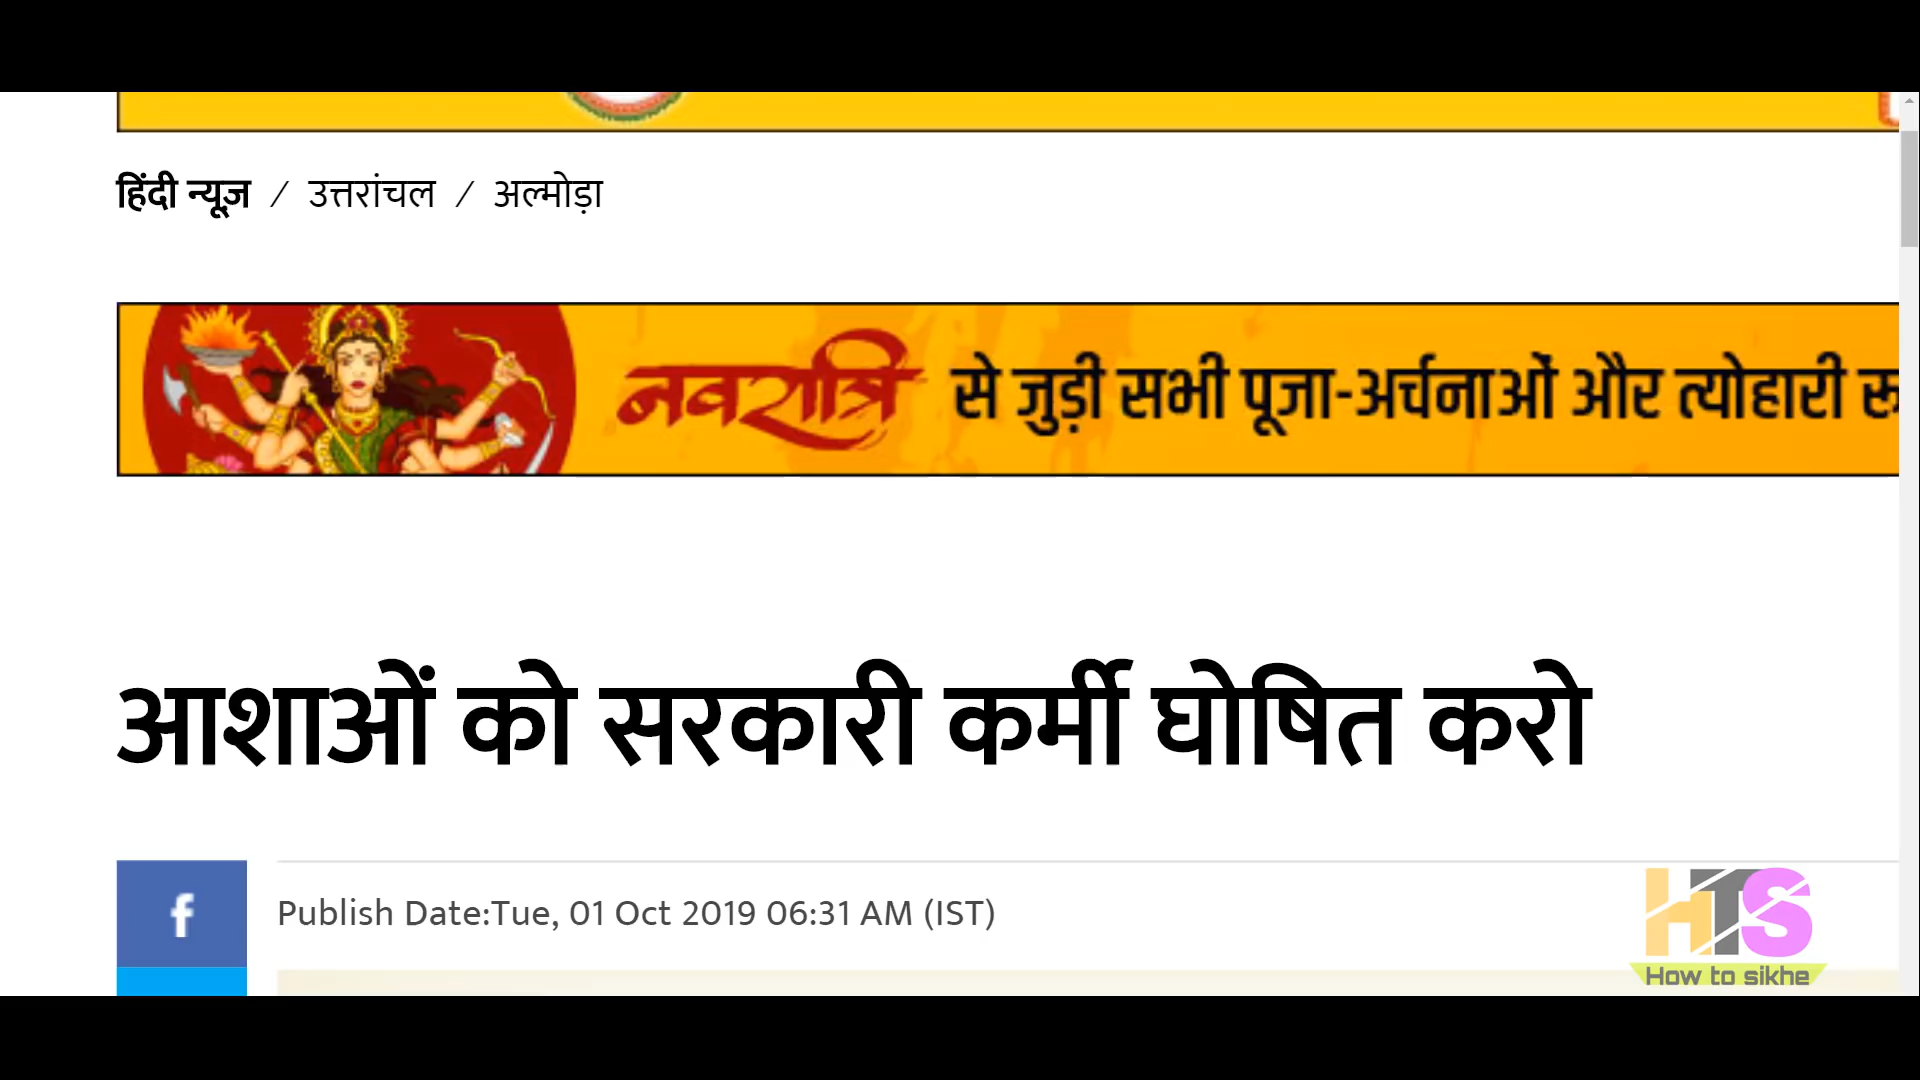 हिंदी न्यूज़ / उत्तरांचल / अल्मोड़ा
नवरात्रि से जुड़ी सभी पूजा-अर्चनाओं और त्योहारी
आशाओं को सरकारी कर्मी घोषित करो
f
Publish Date:Tue, 01 Oct 2019 06:31 AM (IST)
HTS
How to sikhe